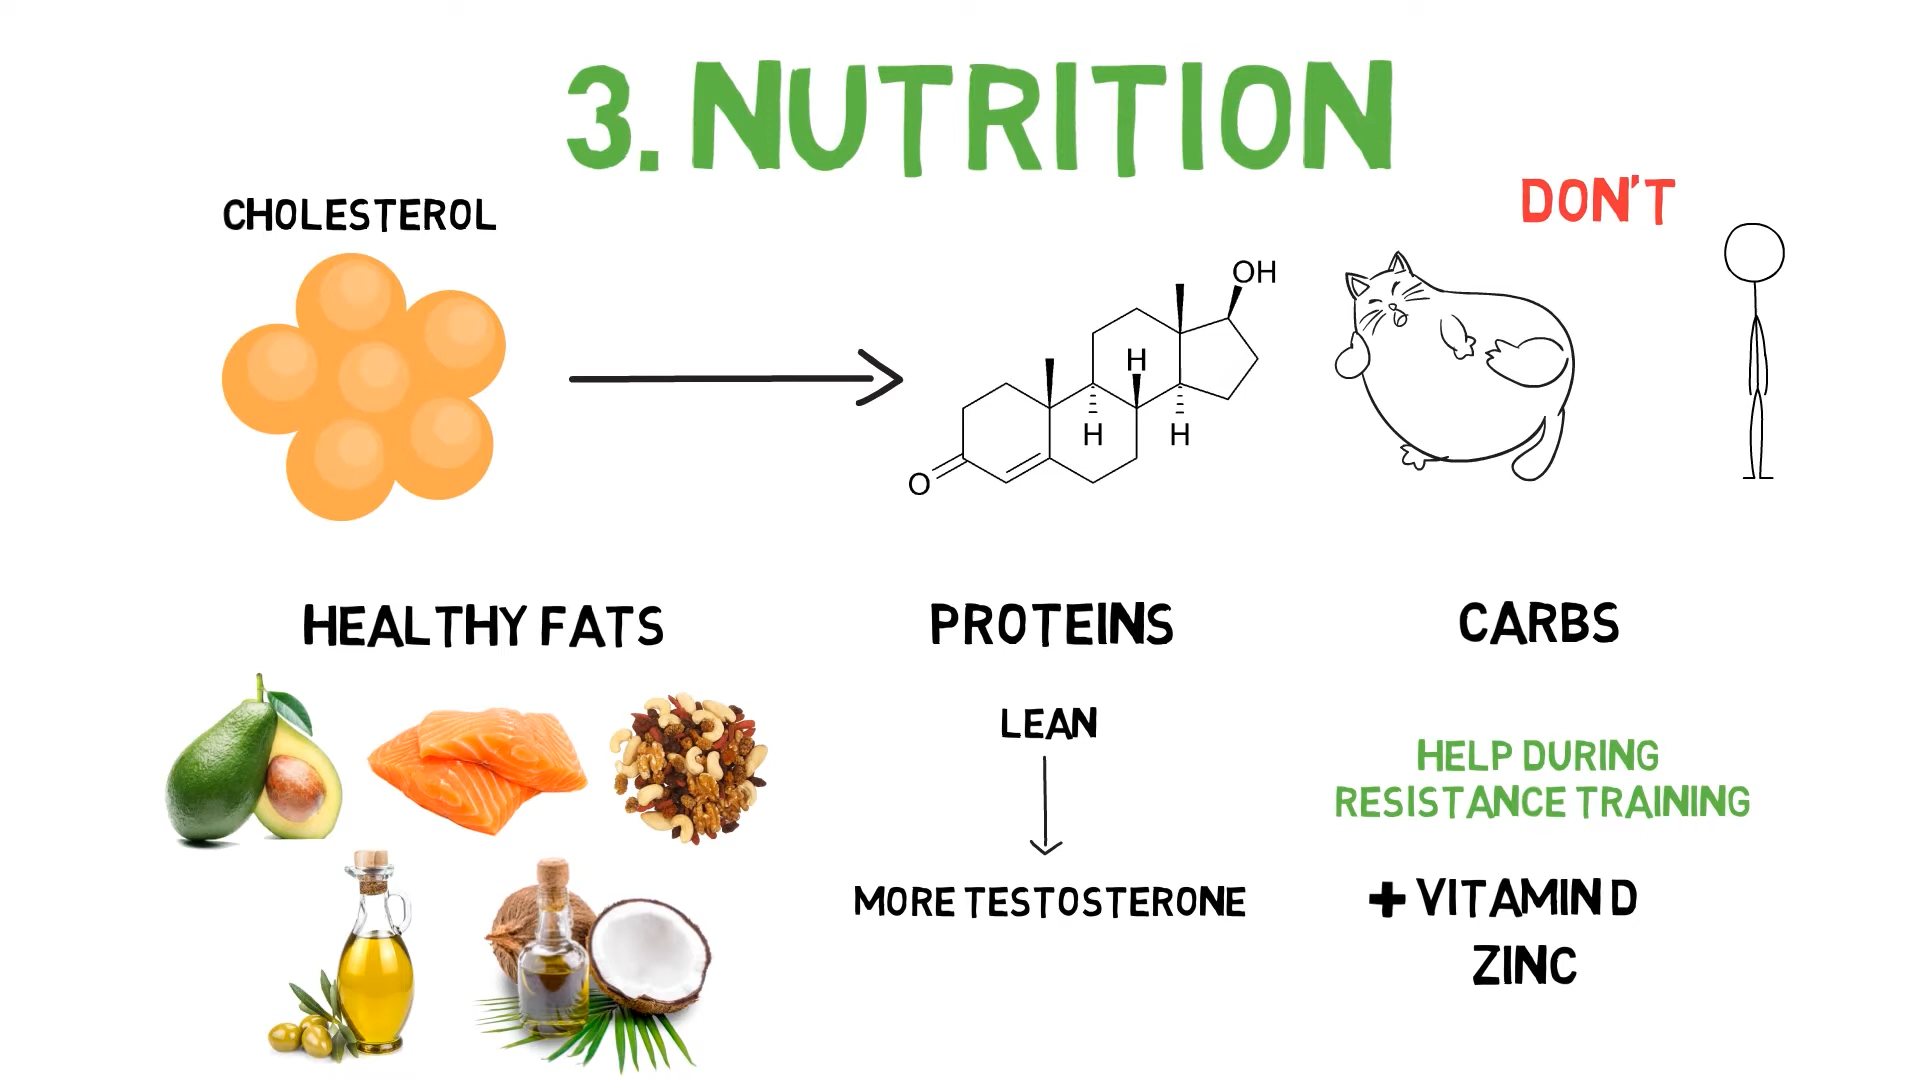 3. NUTRITION
DON'T
CHOLESTEROL
OH
H
H
H
O
HEALTHY FATS
PROTEINS
CARBS
LEAN
HELP DURING
RESISTANCE TRAINING
MORE TESTOSTERONE
+ VITAMIN D
ZINC